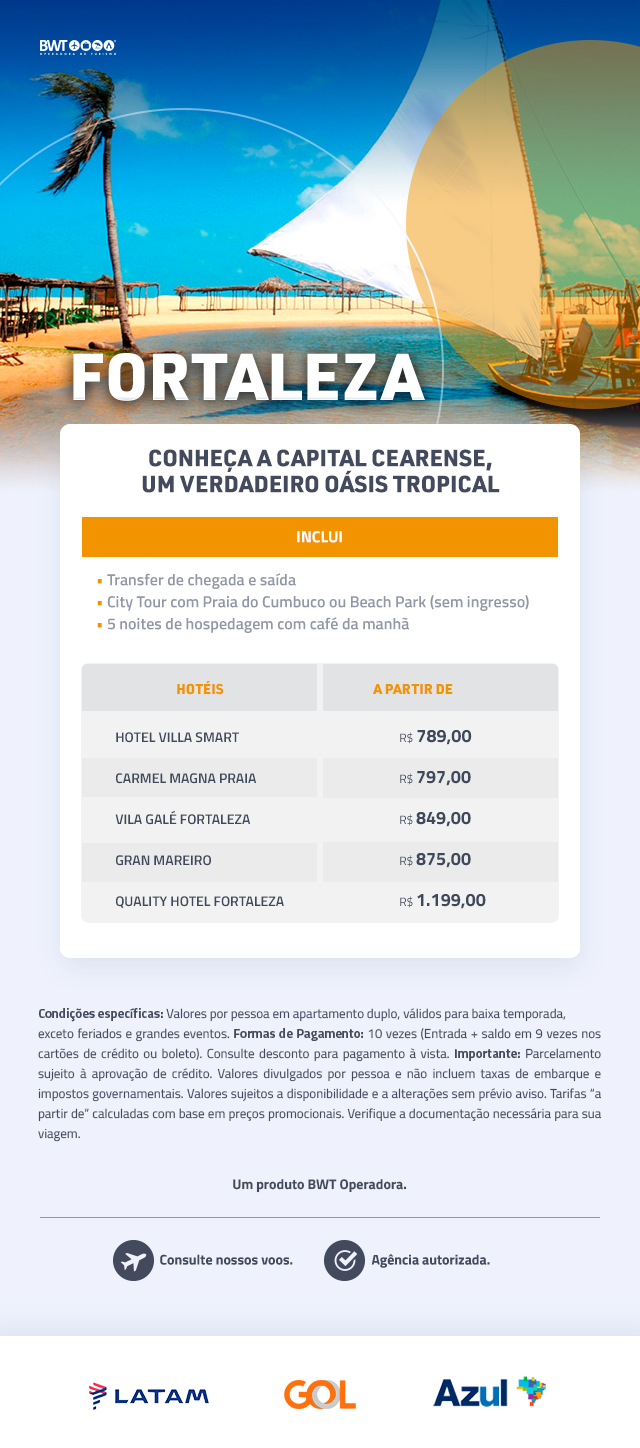 BWT
OPERADORA DE TURISMO
FORTALEZA
CONHEÇA A CAPITAL CEARENSE,
UM VERDADEIRO OÁSIS TROPICAL
INCLUI
▪ Transfer de chegada e saída
▪ City Tour com Praia do Cumbuco ou Beach Park (sem ingresso)
▪ 5 noites de hospedagem com café da manhã
HOTÉIS A PARTIR DE
HOTEL VILLA SMART R$ 789,00
CARMEL MAGNA PRAIA R$ 797,00
VILA GALÉ FORTALEZA R$ 849,00
GRAN MAREIRO R$ 875,00
QUALITY HOTEL FORTALEZA R$ 1.199,00
Condições específicas: Valores por pessoa em apartamento duplo, válidos para baixa temporada,
exceto feriados e grandes eventos. Formas de Pagamento: 10 vezes (Entrada + saldo em 9 vezes nos
cartões de crédito ou boleto). Consulte desconto para pagamento à vista. Importante: Parcelamento
sujeito à aprovação de crédito. Valores divulgados por pessoa e não incluem taxas de embarque e
impostos governamentais. Valores sujeitos a disponibilidade e a alterações sem prévio aviso. Tarifas “a
partir de” calculadas com base em preços promocionais. Verifique a documentação necessária para sua
viagem.
Um produto BWT Operadora.
Consulte nossos voos. Agência autorizada.
LATAM GOL Azul